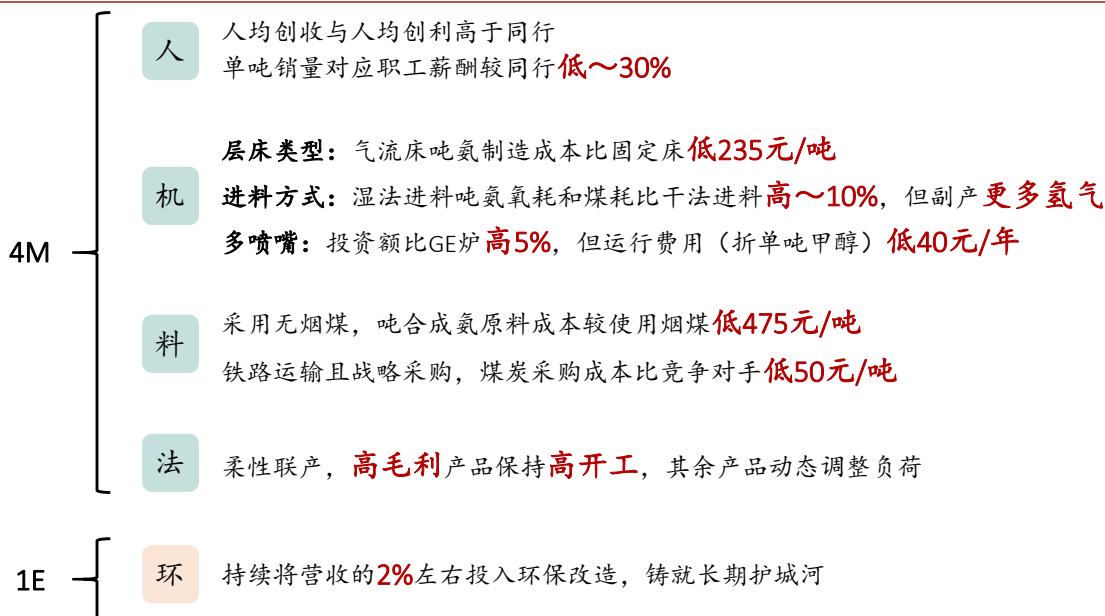 人
人均创收与人均创利高于同行
单吨销量对应职工薪酬较同行低～30%
4M
机
层床类型：气流床吨氨制造成本比固定床低235元/吨
进料方式：湿法进料吨氨氧耗和煤耗比干法进料高～10%，但副产更多氢气
多喷嘴：投资额比GE炉高5%，但运行费用（折单吨甲醇）低40元/年
料
采用无烟煤，吨合成氨原料成本较使用烟煤低475元/吨
铁路运输且战略采购，煤炭采购成本比竞争对手低50元/吨
法
柔性联产，高毛利产品保持高开工，其余产品动态调整负荷
1E
环
持续将营收的2%左右投入环保改造，铸就长期护城河